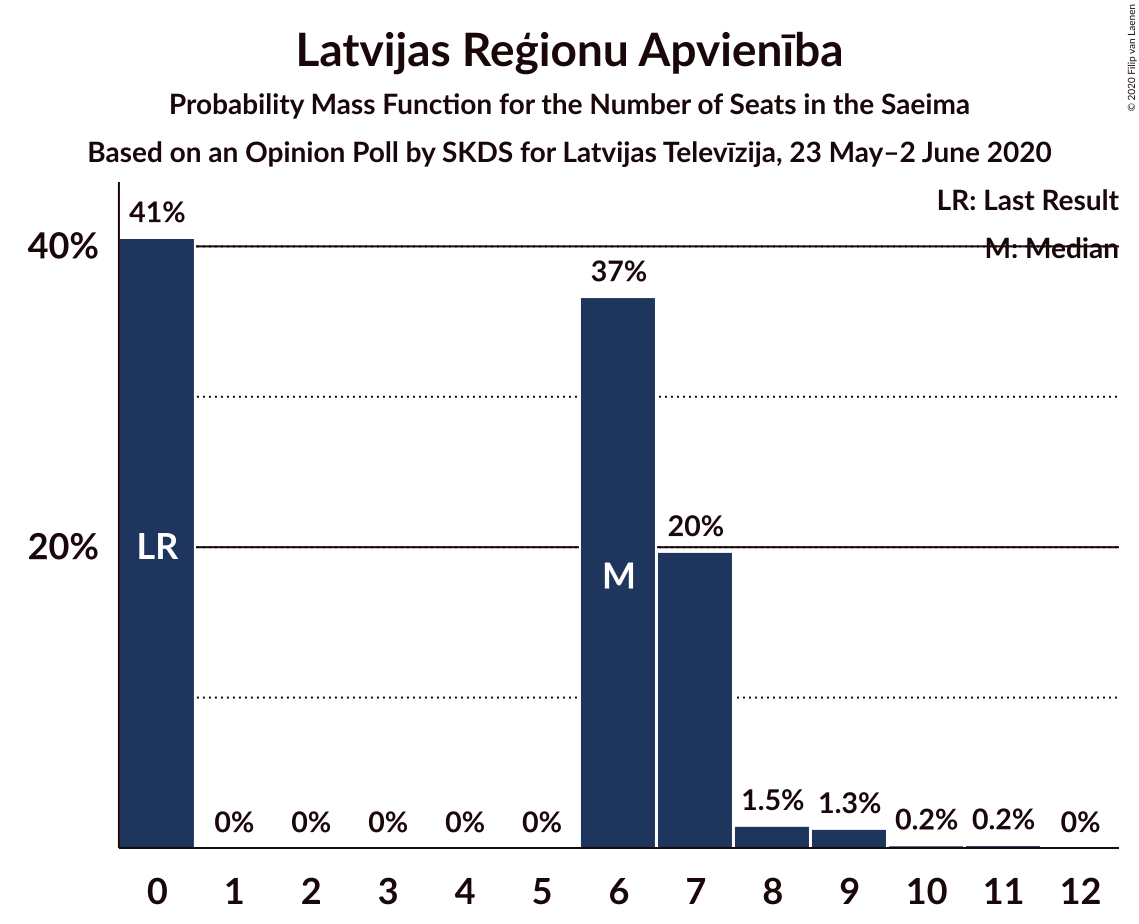 Latvijas Reģionu Apvienība
Probability Mass Function for the Number of Seats in the Saeima
Based on an Opinion Poll by SKDS for Latvijas Televīzija, 23 May–2 June 2020
© 2020 Filip van Laenen
LR: Last Result
M: Median
40%
20%
41%
0%
0%
0%
0%
0%
37%
20%
1.5%
1.3%
0.2%
0.2%
0%
LR
M
0 1 2 3 4 5 6 7 8 9 10 11 12